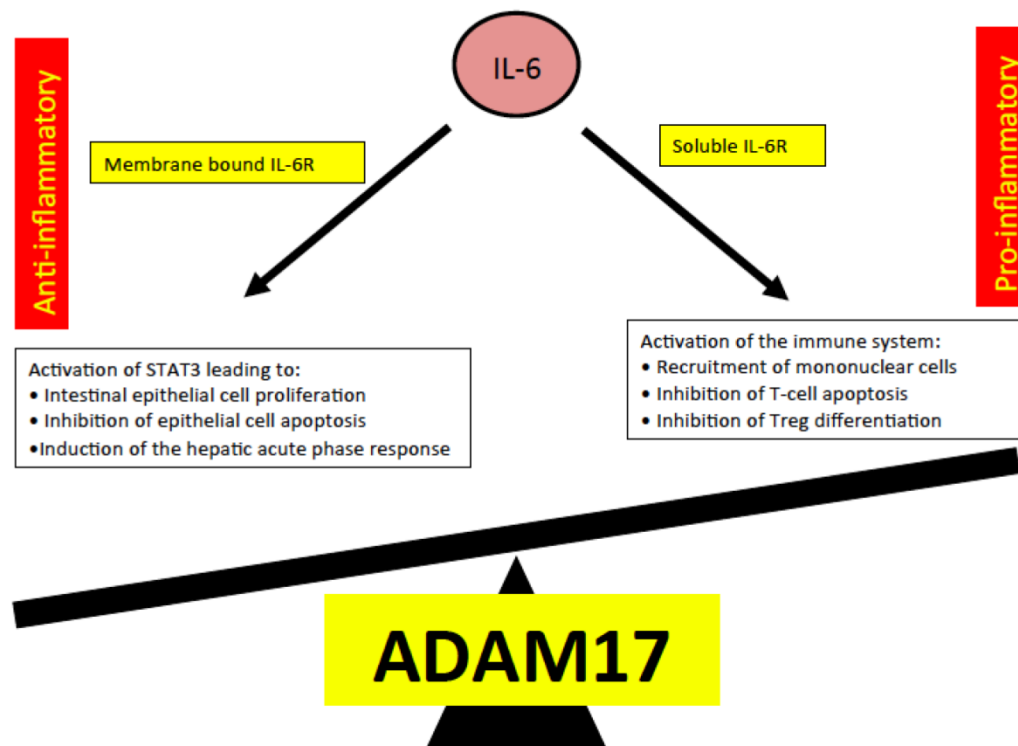 IL-6
Anti-inflammatory
Pro-inflammatory
Membrane bound IL-6R
Soluble IL-6R
Activation of STAT3 leading to:
• Intestinal epithelial cell proliferation
• Inhibition of epithelial cell apoptosis
•Induction of the hepatic acute phase response
Activation of the immune system:
• Recruitment of mononuclear cells
• Inhibition of T-cell apoptosis
• Inhibition of Treg differentiation
ADAM17